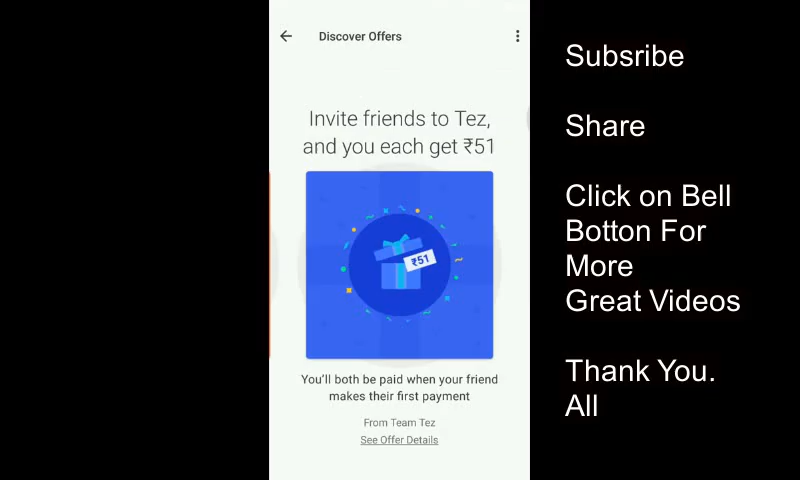 Discover Offers
Invite friends to Tez,
and you each get ₹51
₹51
You'll both be paid when your friend
makes their first payment
From Team Tez
See Offer Details
Subsribe
Share
Click on Bell
Botton For
More
Great Videos
Thank You.
All